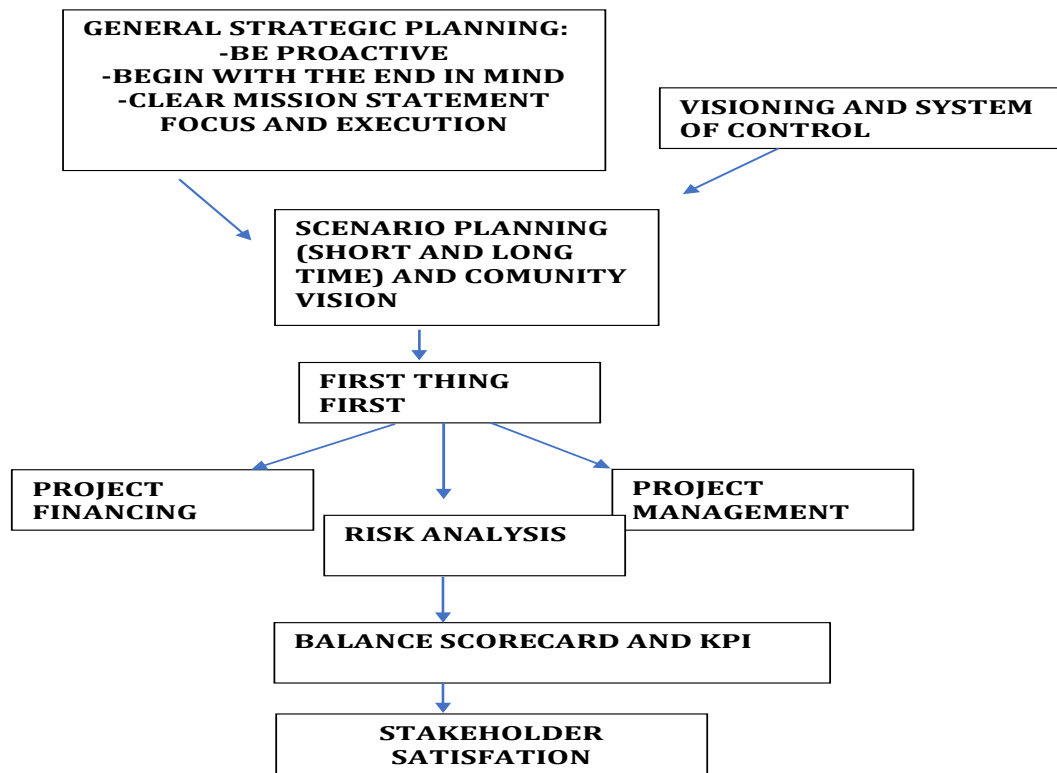 GENERAL STRATEGIC PLANNING:
-BE PROACTIVE
-BEGIN WITH THE END IN MIND
-CLEAR MISSION STATEMENT
FOCUS AND EXECUTION
VISIONING AND SYSTEM
OF CONTROL
SCENARIO PLANNING
(SHORT AND LONG
TIME) AND COMUNITY
VISION
FIRST THING
FIRST
PROJECT
FINANCING
RISK ANALYSIS
PROJECT
MANAGEMENT
BALANCE SCORECARD AND KPI
STAKEHOLDER
SATISFATION